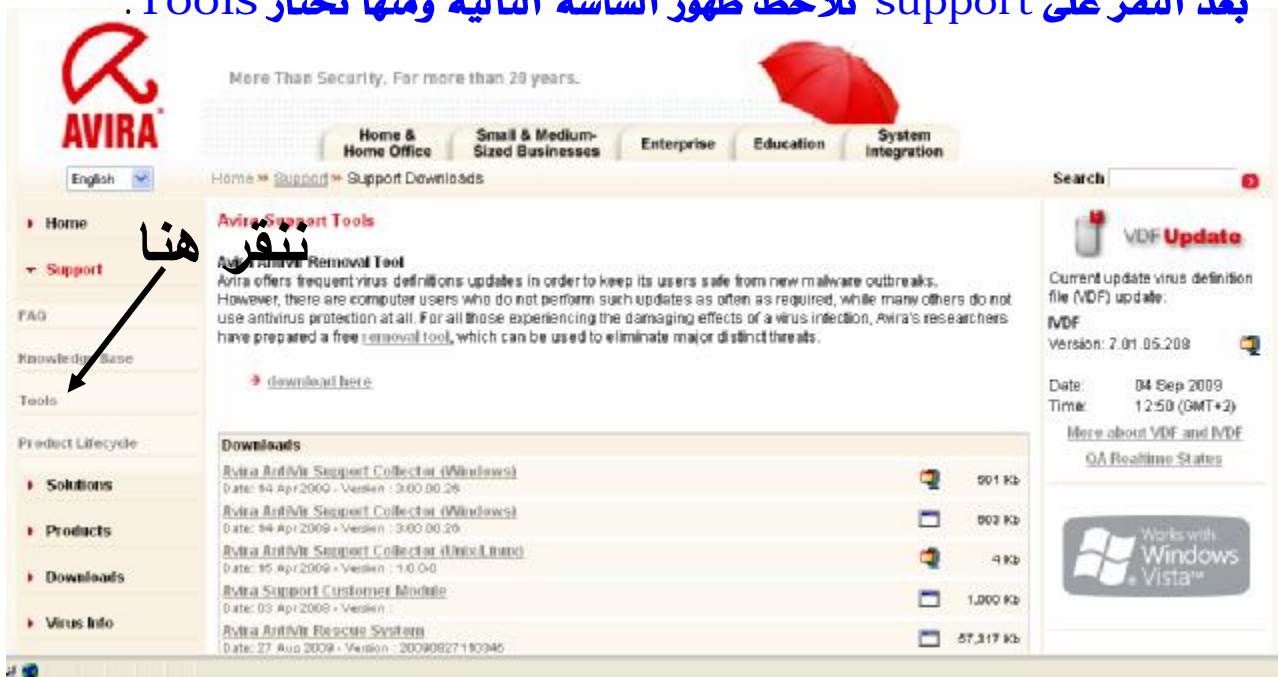 بعد النقر على support نلاحظ ظهور الشاشة التالية ومنها نختار Tools .
More Than Security. For more than 20 years.
AVIRA
Home & Home Office
Small & Medium-Sized Businesses
Enterprise
Education
System Integration
English
Home » Support » Support Downloads
Search
Home
Support
FAQ
Knowledge Base
Tools
Product Lifecycle
Solutions
Products
Downloads
Virus Info
ننقر هنا
Avira Support Tools
Avira AntiVir Removal Tool
Avira offers frequent virus definitions updates in order to keep its users safe from new malware outbreaks.
However, there are computer users who do not perform such updates as often as required, while many others do not
use antivirus protection at all. For all those experiencing the damaging effects of a virus infection, Avira's researchers
have prepared a free removal tool, which can be used to eliminate major distinct threats.
download here
Downloads
Avira AntiVir Support Collector (Windows)
Date: 14 Apr 2009 - Version : 3.00.00.26
501 Kb
Avira AntiVir Support Collector (Windows)
Date: 14 Apr 2009 - Version : 3.00.00.26
803 Kb
Avira AntiVir Support Collector (Unix/Linux)
Date: 15 Apr 2009 - Version : 1.0.0-0
4 Kb
Avira Support Customer Module
Date: 03 Apr 2008 - Version :
1,000 Kb
Avira AntiVir Rescue System
Date: 27 Aug 2009 - Version :
57,317 Kb
VDF Update
Current update virus definition
file (VDF) update:
IVDF
Version: 7.01.05.208
Date: 04 Sep 2009
Time: 12:50 (GMT+2)
More about VDF and IVDF
QA Realtime States
Works with
Windows
Vista™